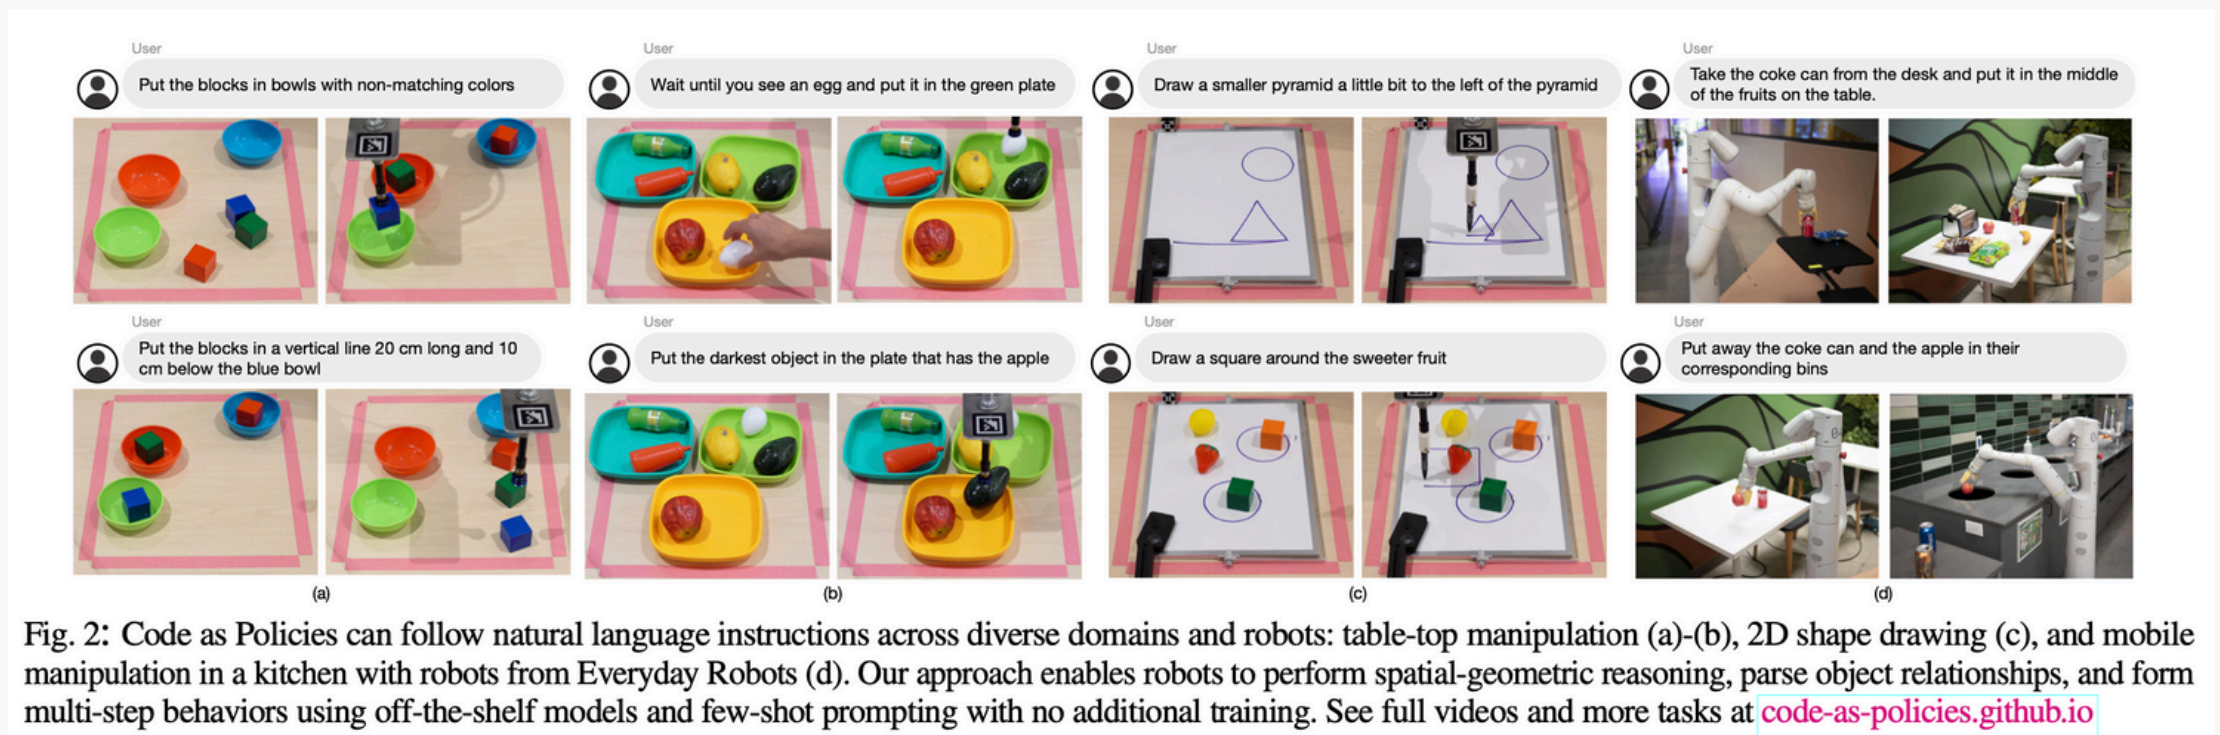 User
Put the blocks in bowls with non-matching colors
User
Wait until you see an egg and put it in the green plate
User
Draw a smaller pyramid a little bit to the left of the pyramid
User
Take the coke can from the desk and put it in the middle
of the fruits on the table.
User
Put the blocks in a vertical line 20 cm long and 10
cm below the blue bowl
User
Put the darkest object in the plate that has the apple
User
Draw a square around the sweeter fruit
User
Put away the coke can and the apple in their
corresponding bins
(a)
(b)
(c)
(d)
Fig. 2: Code as Policies can follow natural language instructions across diverse domains and robots: table-top manipulation (a)-(b), 2D shape drawing (c), and mobile
manipulation in a kitchen with robots from Everyday Robots (d). Our approach enables robots to perform spatial-geometric reasoning, parse object relationships, and form
multi-step behaviors using off-the-shelf models and few-shot prompting with no additional training. See full videos and more tasks at code-as-policies.github.io